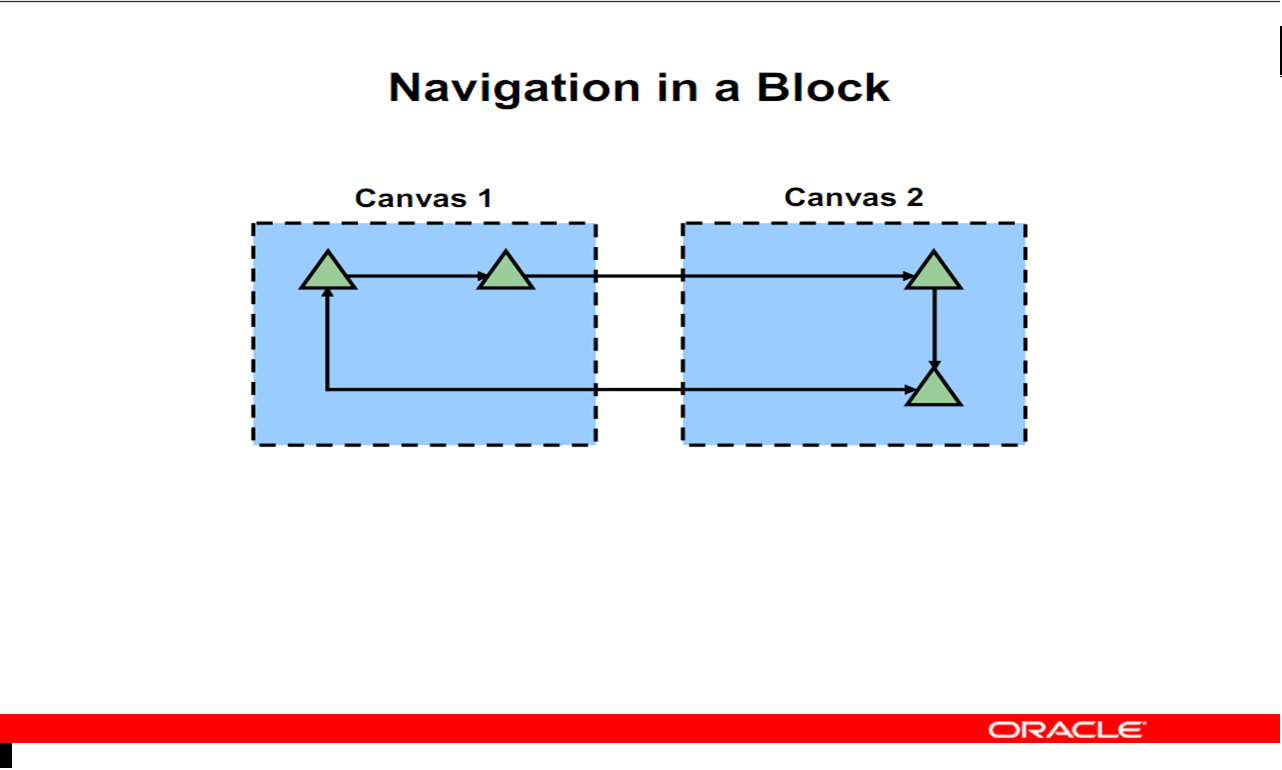 Navigation in a Block
Canvas 1
Canvas 2
ORACLE